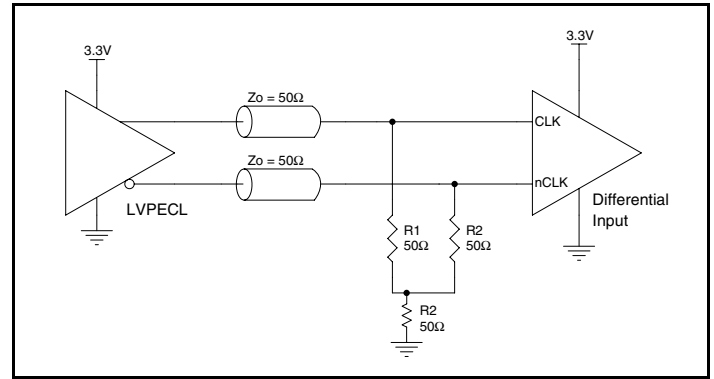 3.3V
3.3V
Zo = 50Ω
CLK
Zo = 50Ω
nCLK
LVPECL
Differential
Input
R1
50Ω
R2
50Ω
R2
50Ω